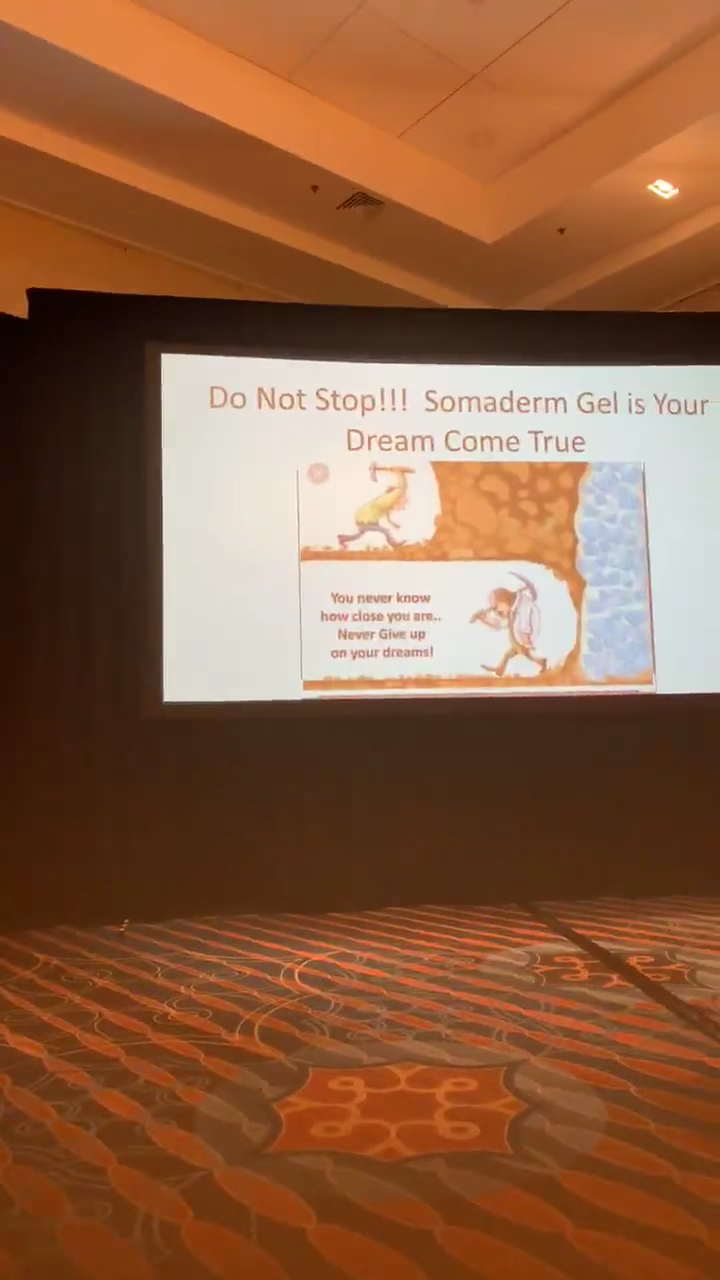 Do Not Stop!!! Somaderm Gel is Your
Dream Come True
You never know
how close you are..
Never Give up
on your dreams!